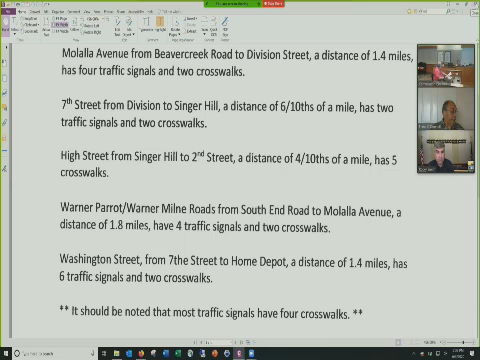 Molalla Avenue from Beavercreek Road to Division Street, a distance of 1.4 miles,
has four traffic signals and two crosswalks.
7th Street from Division to Singer Hill, a distance of 6/10ths of a mile, has two
traffic signals and two crosswalks.
High Street from Singer Hill to 2nd Street, a distance of 4/10ths of a mile, has 5
crosswalks.
Warner Parrot/Warner Milne Roads from South End Road to Molalla Avenue, a
distance of 1.8 miles, have 4 traffic signals and two crosswalks.
Washington Street, from 7the Street to Home Depot, a distance of 1.4 miles, has
6 traffic signals and two crosswalks.
** It should be noted that most traffic signals have four crosswalks. **
Type here to search